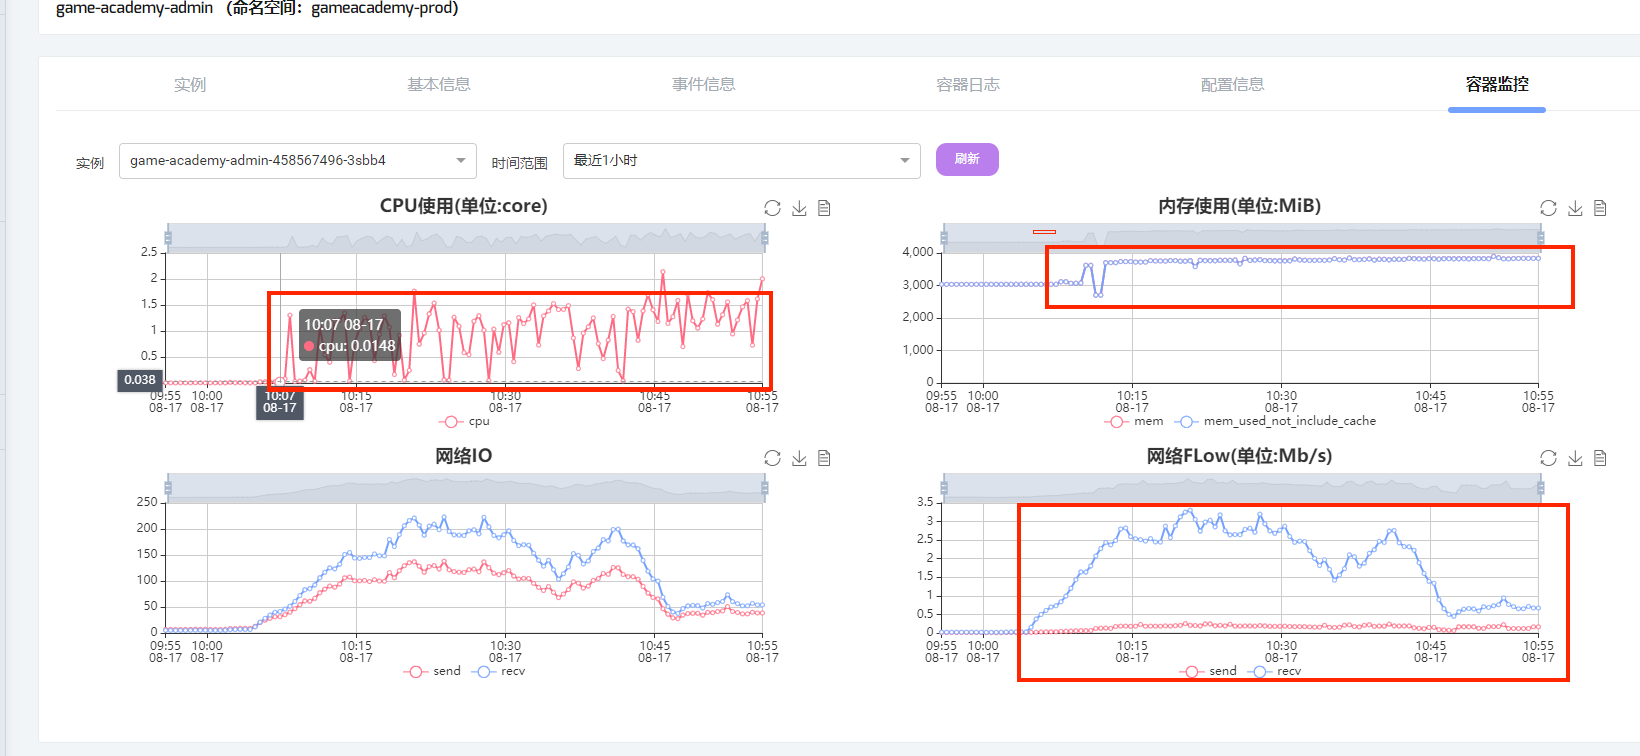 game-academy-admin （命名空间：gameacademy-prod）
实例
基本信息
事件信息
容器日志
配置信息
容器监控
实例 game-academy-admin-458567496-3sbb4 时间范围 最近1小时 刷新
CPU使用(单位:core)
2.5
2
1.5
1
0.5
0.038
10:07 08-17
cpu: 0.0148
09:55 10:00 10:07 10:15 10:30 10:45 10:55
08-17 08-17 08-17 08-17 08-17 08-17 08-17
cpu
内存使用(单位:MiB)
4,000
3,000
2,000
1,000
0
09:55 10:00 10:15 10:30 10:45 10:55
08-17 08-17 08-17 08-17 08-17 08-17
mem mem_used_not_include_cache
网络IO
250
200
150
100
50
0
09:55 10:00 10:15 10:30 10:45 10:55
08-17 08-17 08-17 08-17 08-17 08-17
send recv
网络FLow(单位:Mb/s)
3.5
3
2.5
2
1.5
1
0.5
0
09:55 10:00 10:15 10:30 10:45 10:55
08-17 08-17 08-17 08-17 08-17 08-17
send recv